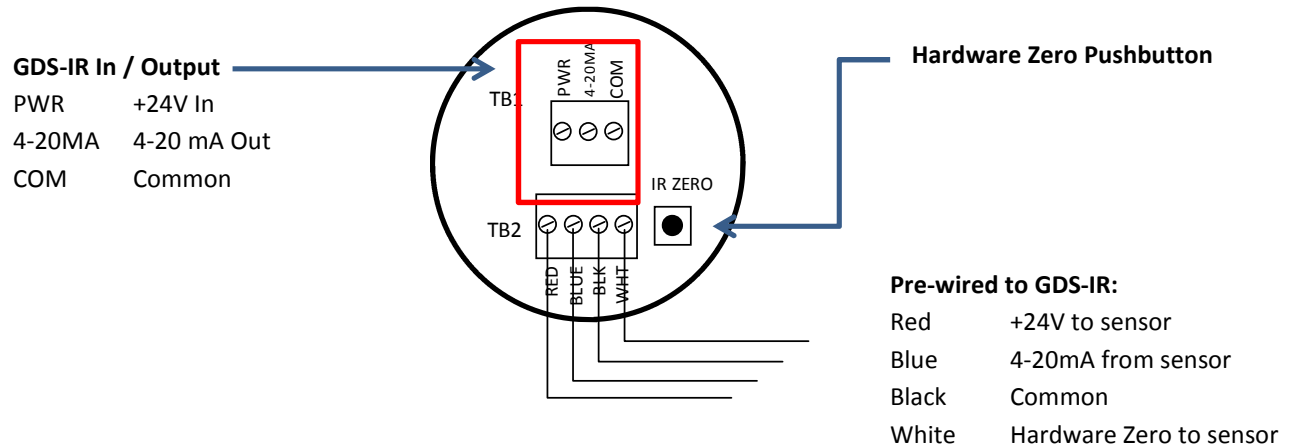 GDS-IR In / Output
PWR +24V In
4-20MA 4-20 mA Out
COM Common
TB1
PWR
4-20MA
COM
Hardware Zero Pushbutton
IR ZERO
TB2
RED
BLUE
BLK
WHT
Pre-wired to GDS-IR:
Red +24V to sensor
Blue 4-20mA from sensor
Black Common
White Hardware Zero to sensor